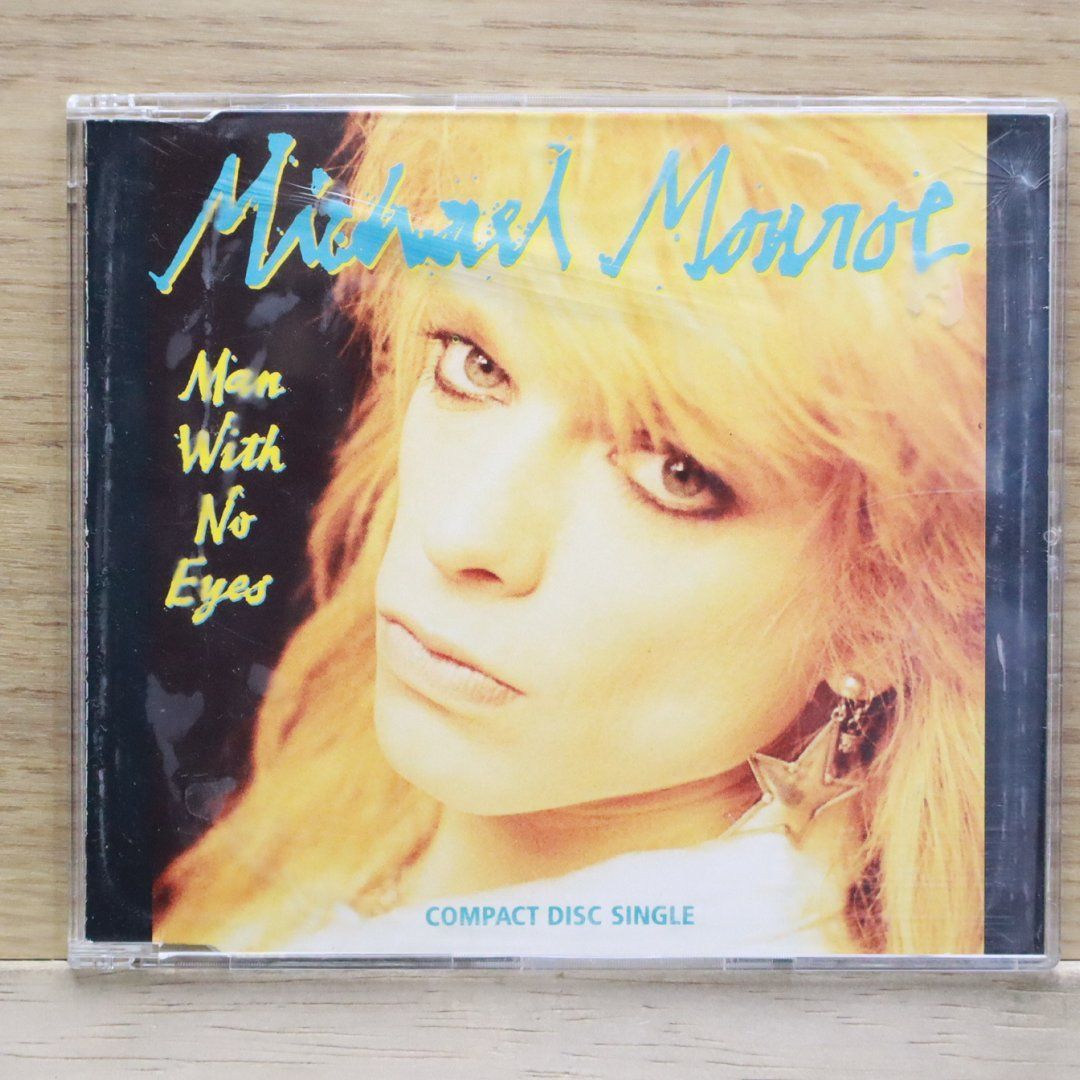 Michael Monroe
Man
With
No
Eyes
COMPACT DISC SINGLE